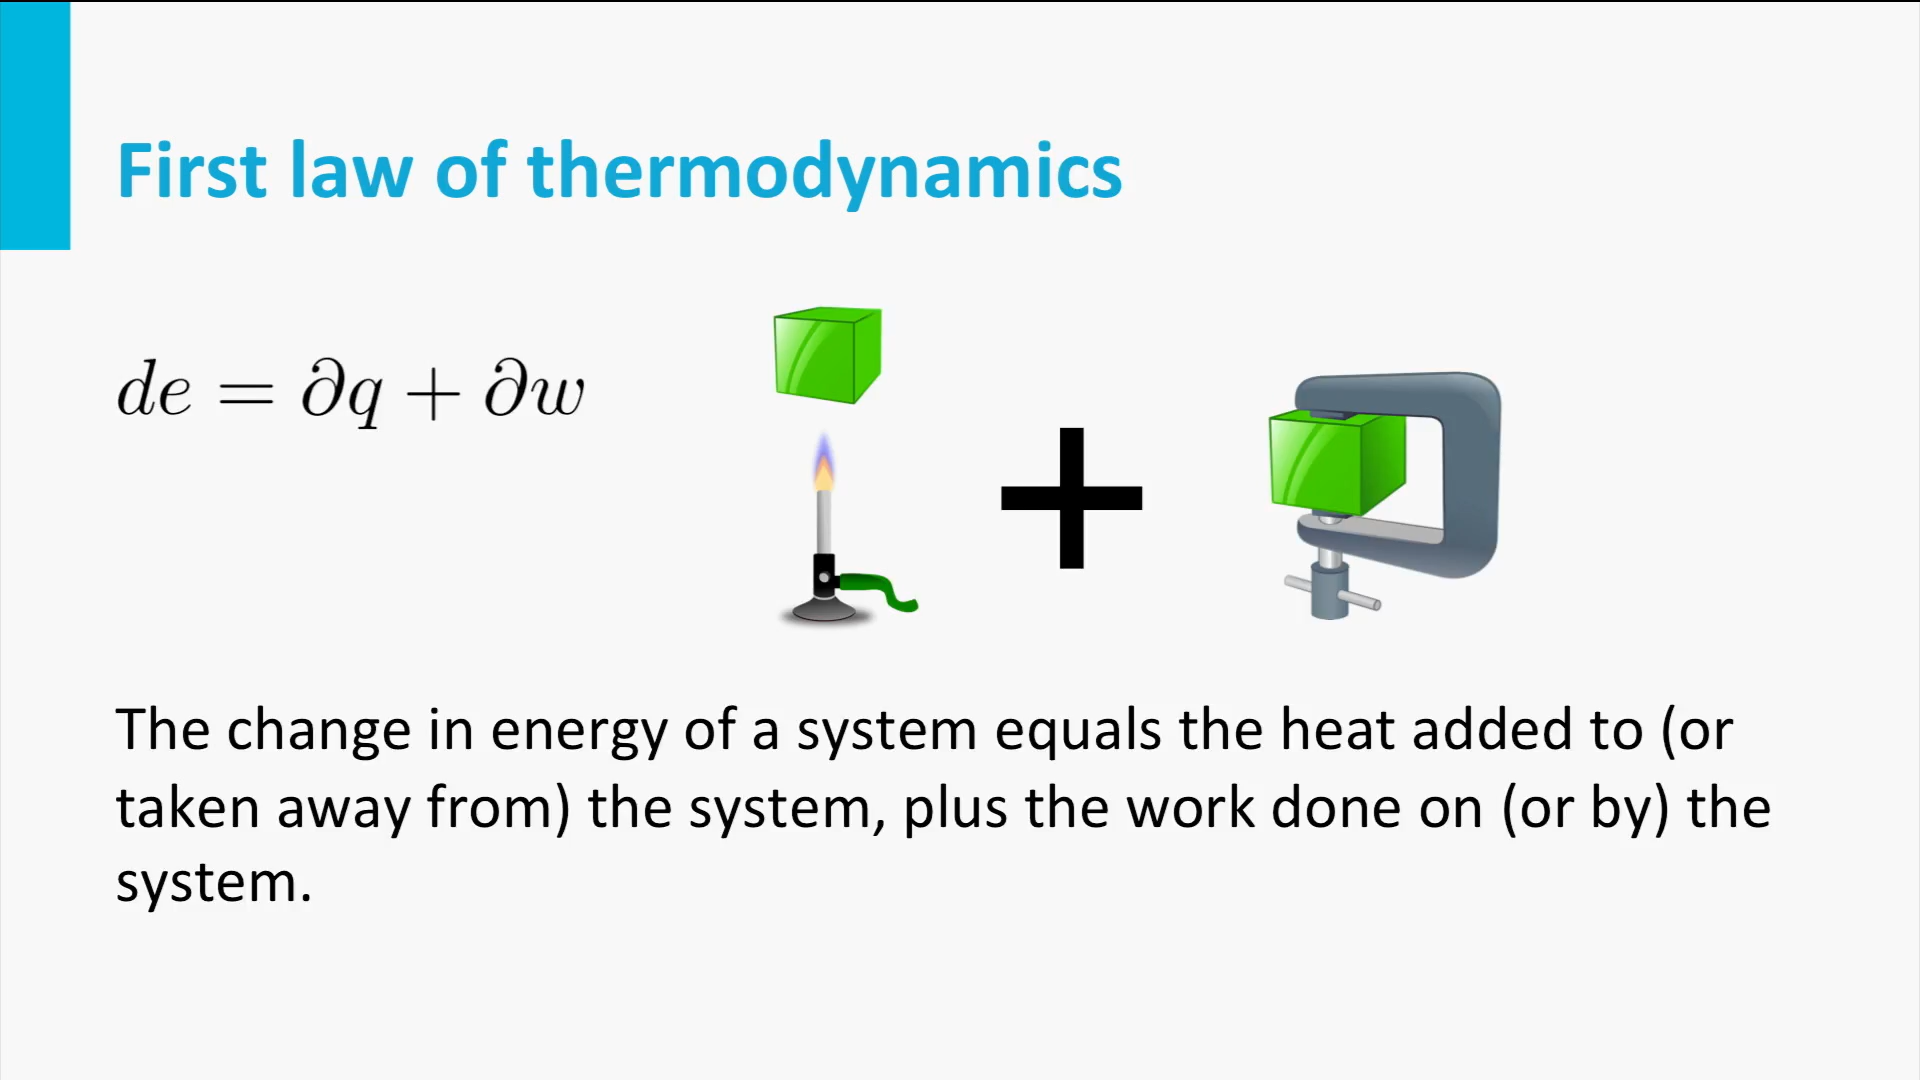 First law of thermodynamics
de = ∂q + ∂w
The change in energy of a system equals the heat added to (or
taken away from) the system, plus the work done on (or by) the
system.